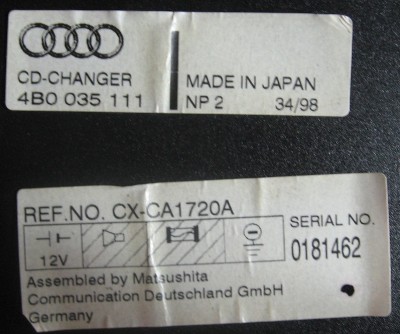 CD-CHANGER MADE IN JAPAN
4B0 035 111 NP 2 34/98
REF.NO. CX-CA1720A
SERIAL NO.
12V 0181462
Assembled by Matsushita
Communication Deutschland GmbH
Germany